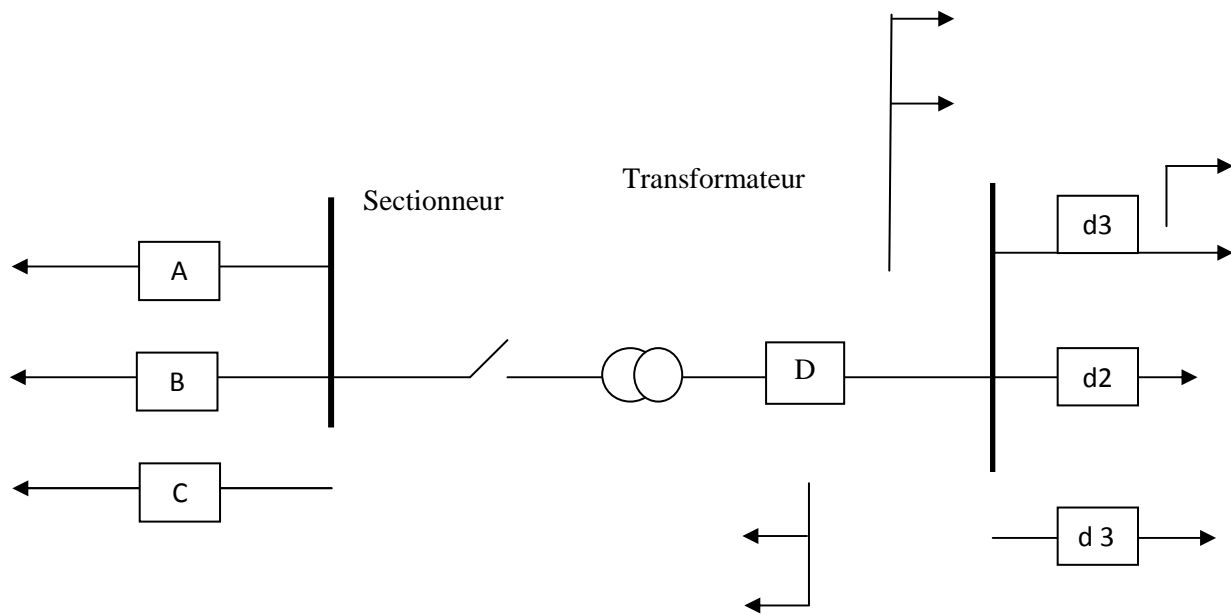 Transformateur
Sectionneur
d3
A
D
B
d2
C
d 3